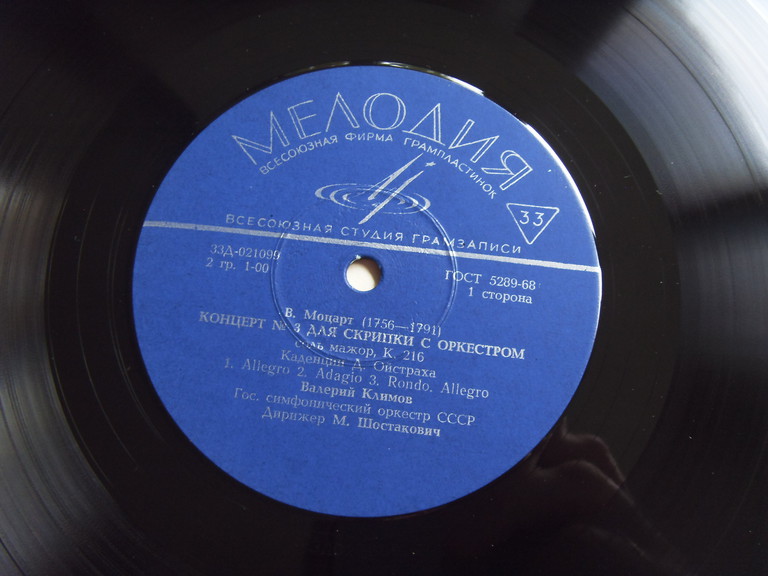 МЕЛОДИЯ
ВСЕСОЮЗНАЯ ФИРМА ГРАМПЛАСТИНОК
33
ВСЕСОЮЗНАЯ СТУДИЯ ГРАМЗАПИСИ
33Д-021099
2 гр. 1-00
ГОСТ 5289-68
1 сторона
В. Моцарт (1756—1791)
КОНЦЕРТ № 3 ДЛЯ СКРИПКИ С ОРКЕСТРОМ
соль мажор, К. 216
Каденции Д. Ойстраха
1. Allegro 2. Adagio 3. Rondo. Allegro
Валерий Климов
Гос. симфонический оркестр СССР
Дирижер М. Шостакович